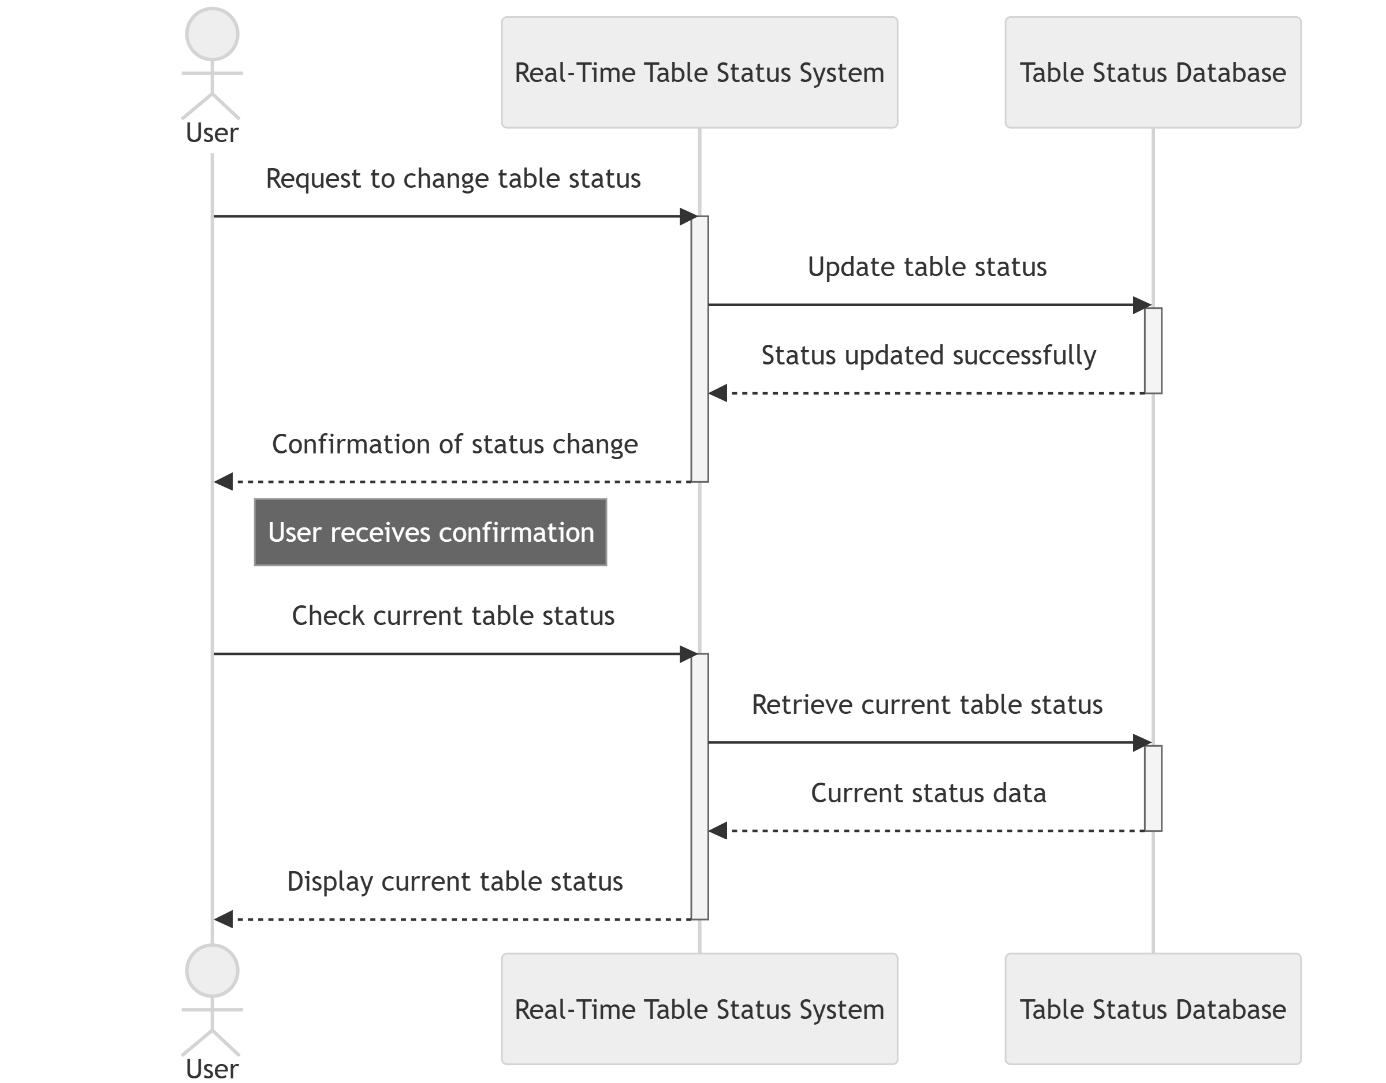 User
Real-Time Table Status System
Table Status Database
Request to change table status
Update table status
Status updated successfully
Confirmation of status change
User receives confirmation
Check current table status
Retrieve current table status
Current status data
Display current table status
User
Real-Time Table Status System
Table Status Database